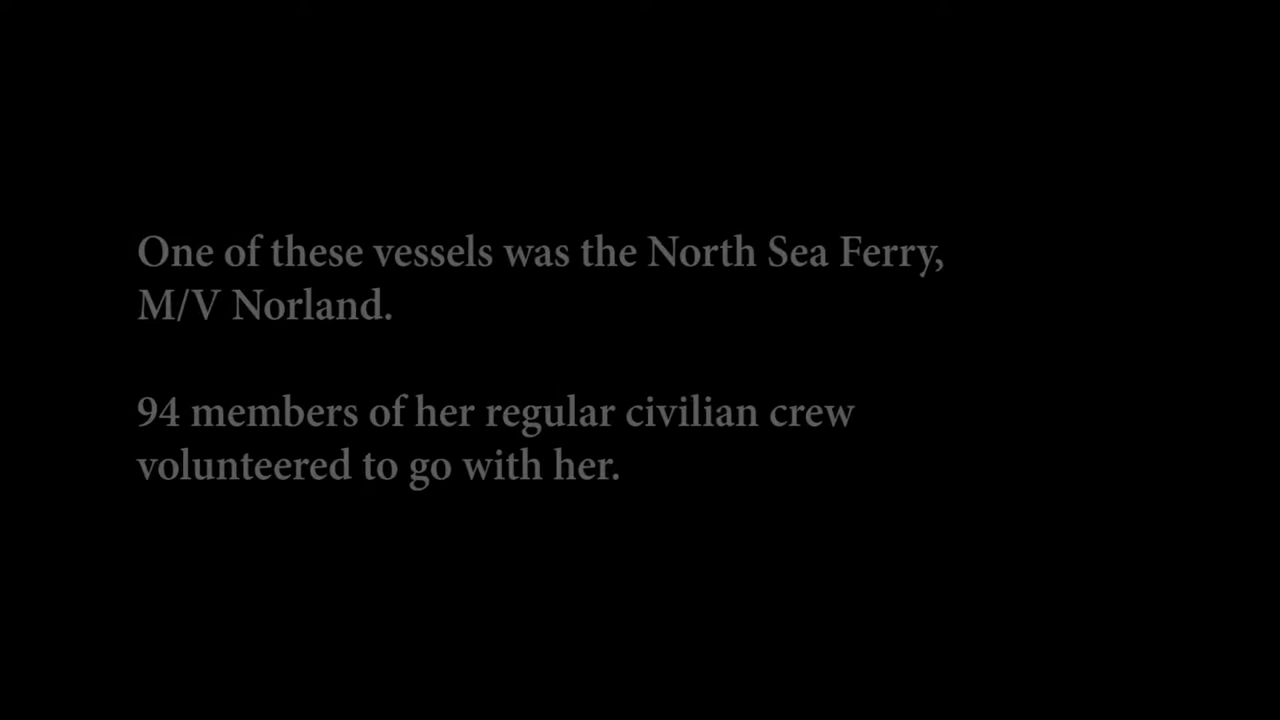 One of these vessels was the North Sea Ferry,
M/V Norland.
94 members of her regular civilian crew
volunteered to go with her.